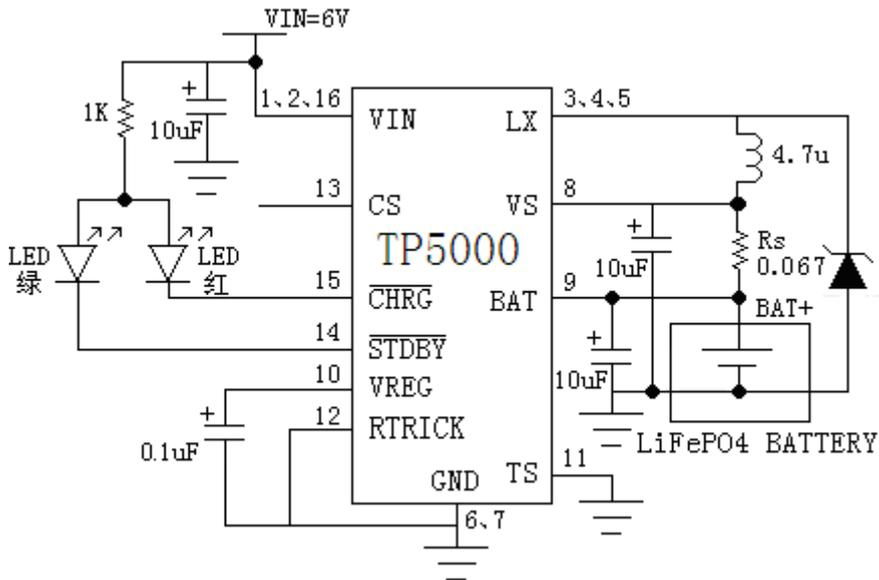 VIN=6V
1K
10uF
1、2、16
VIN
LX
3、4、5
4.7u
13
CS
VS
8
TP5000
10uF
Rs
0.067
LED
绿
LED
红
15
CHRG
BAT
9
BAT+
14
STDBY
10uF
10
VREG
12
RTRICK
0.1uF
LiFePO4 BATTERY
GND
TS
11
6、7